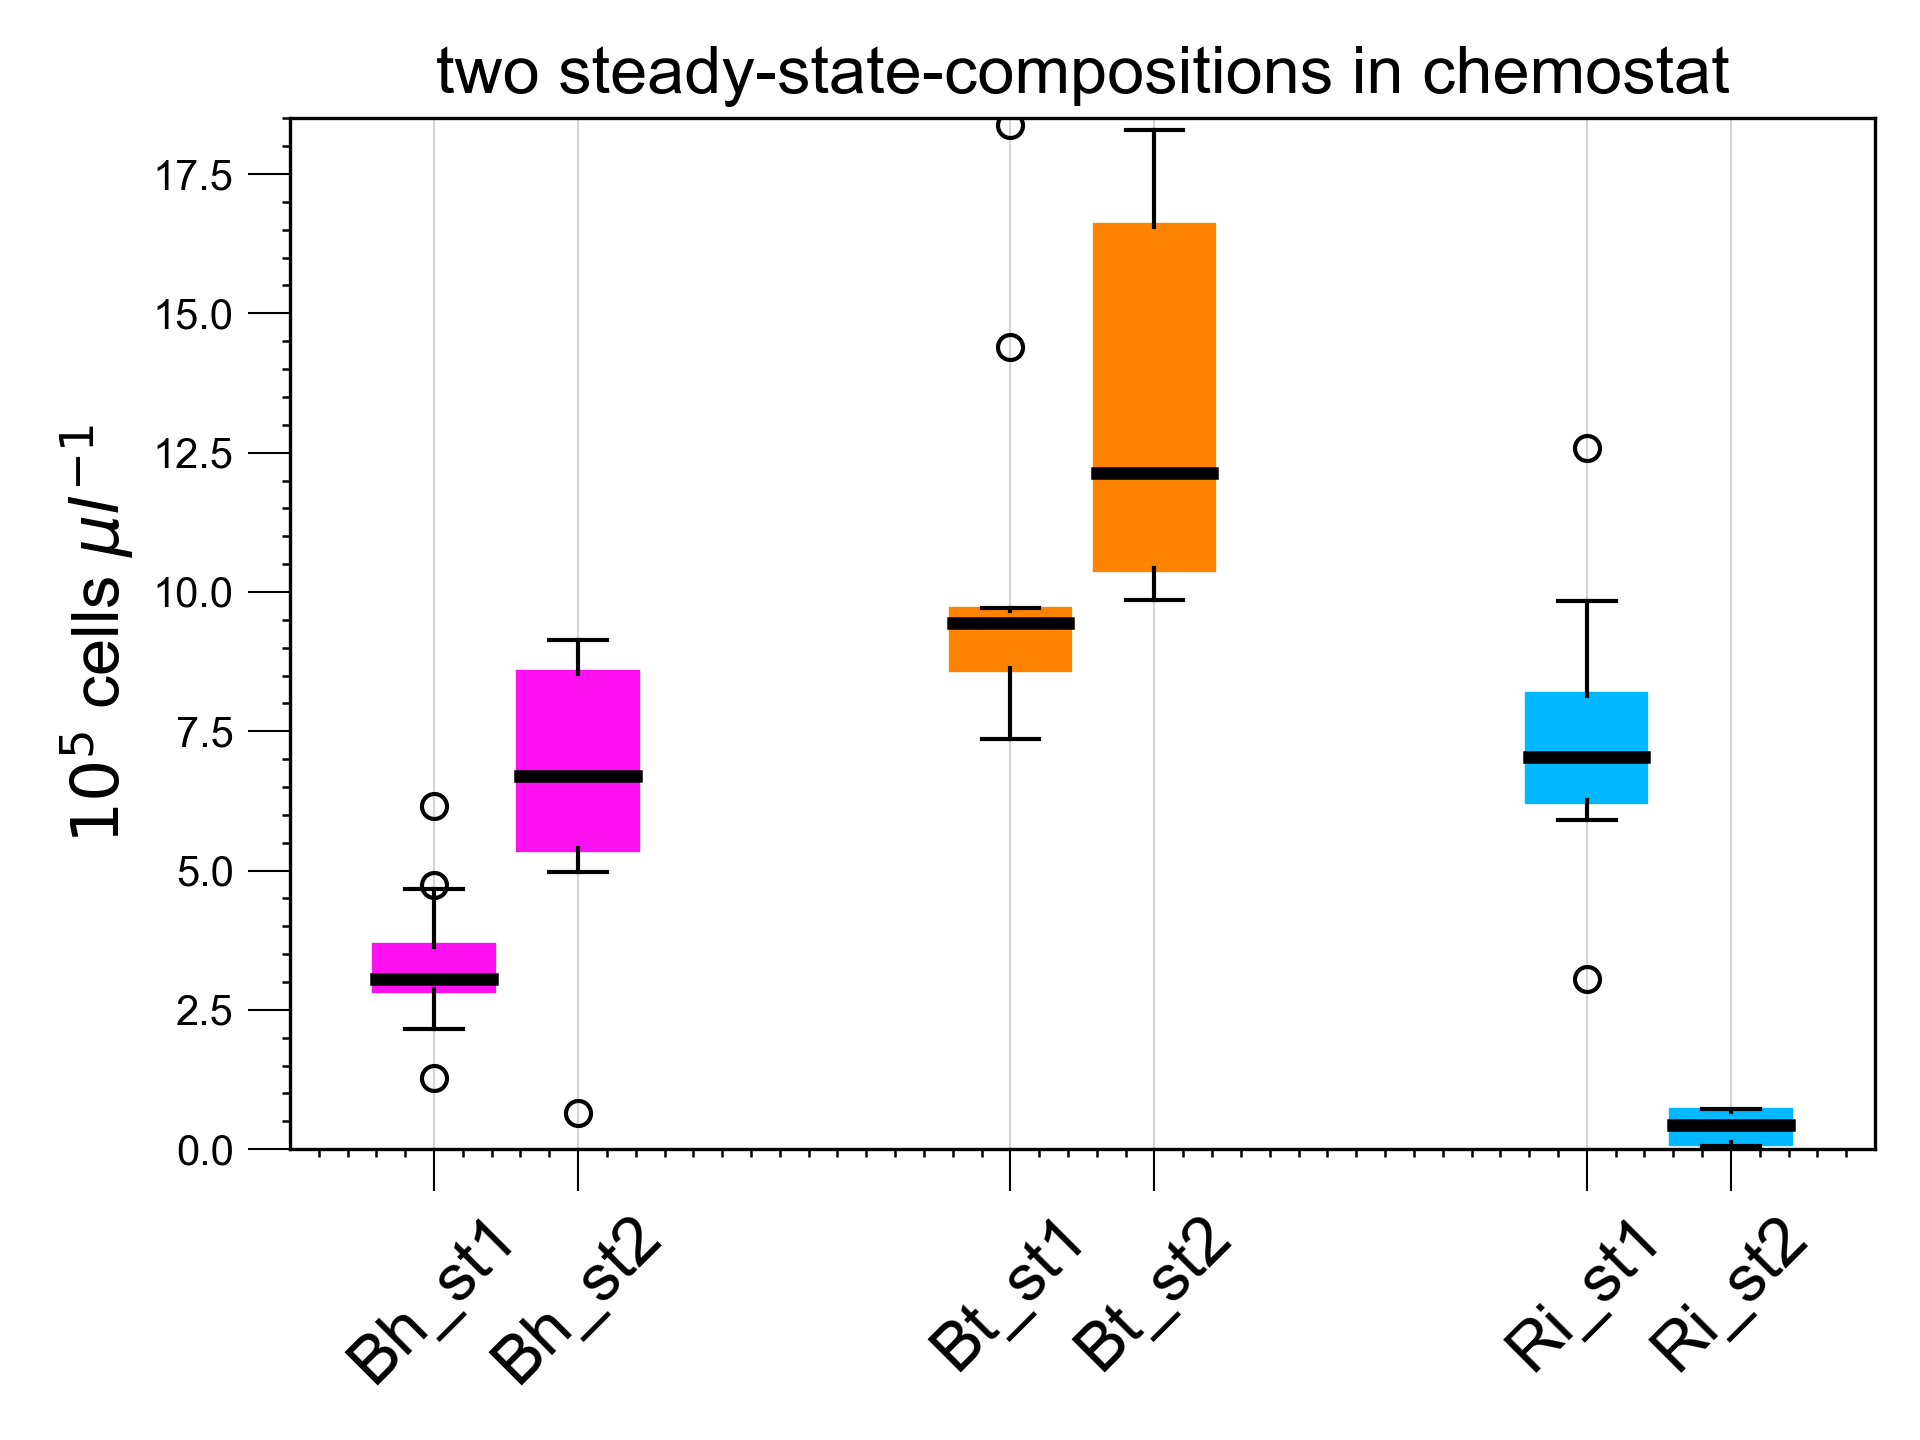 two steady-state-compositions in chemostat
10⁵ cells μl⁻¹
17.5
15.0
12.5
10.0
7.5
5.0
2.5
0.0
Bh_st1
Bh_st2
Bt_st1
Bt_st2
Ri_st1
Ri_st2